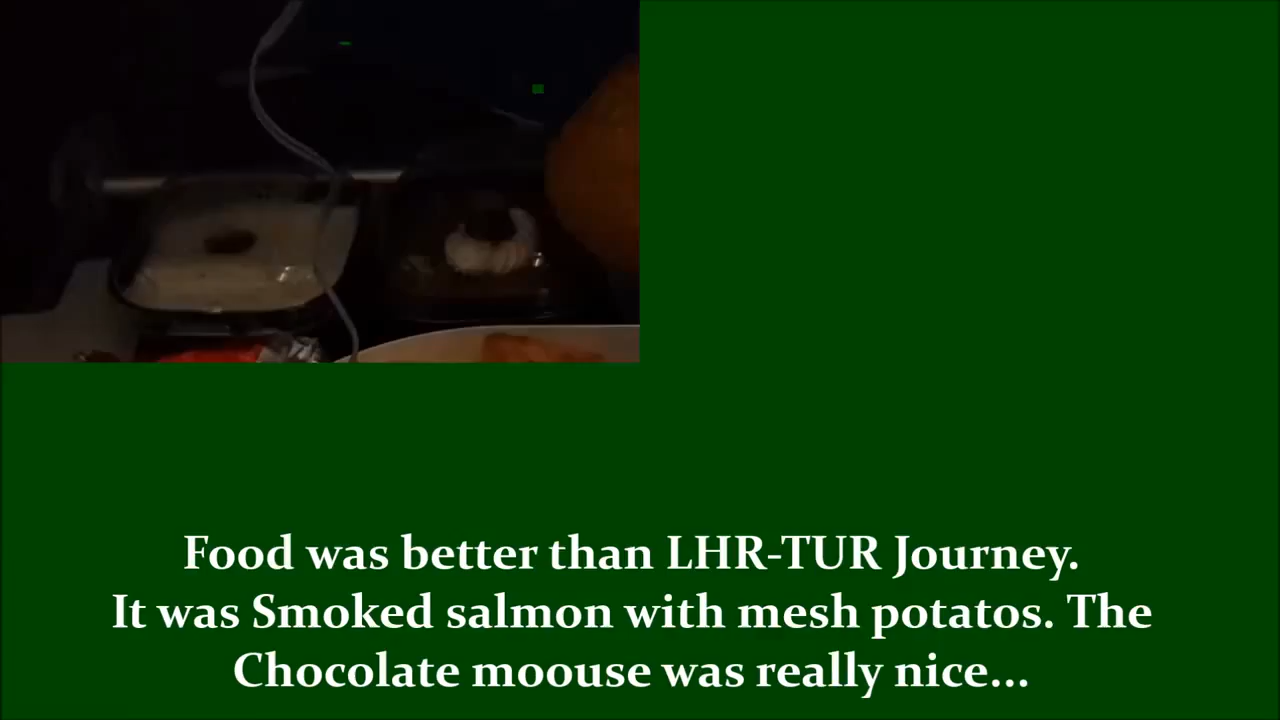 Food was better than LHR-TUR Journey.
It was Smoked salmon with mesh potatos. The
Chocolate moouse was really nice...